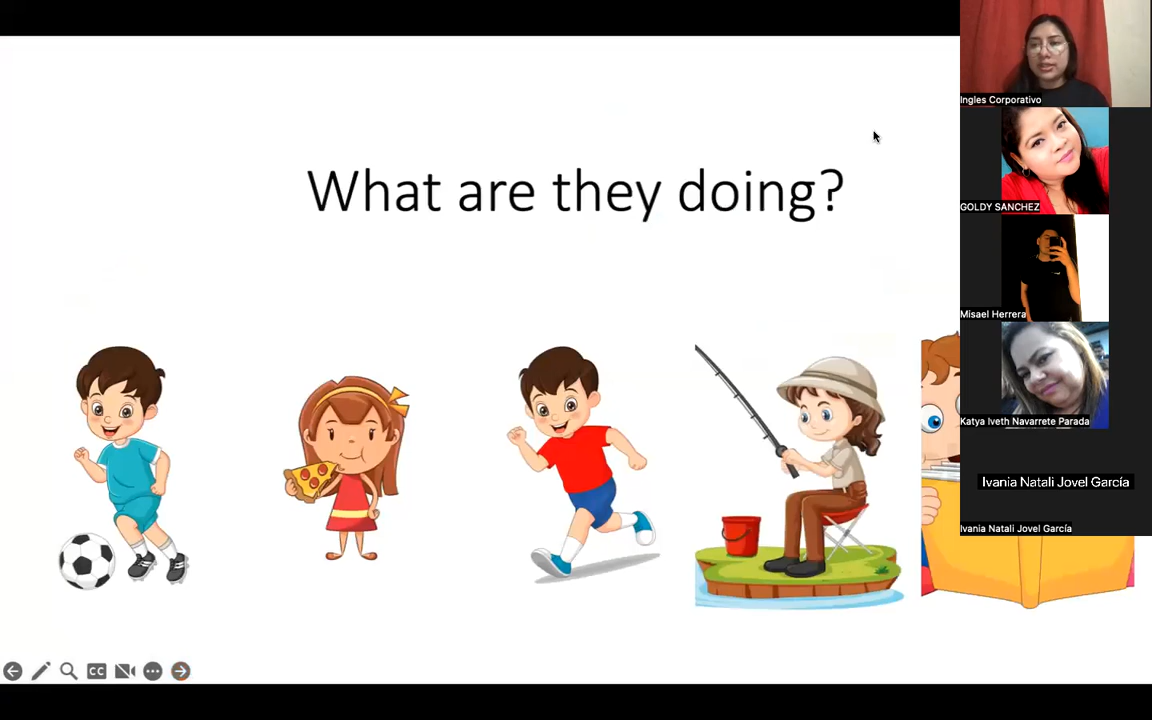 What are they doing?
Ingles Corporativo
GOLDY SANCHEZ
Misael Herrera
Katya Iveth Navarrete Parada
Ivania Natali Jovel García
Ivania Natali Jovel García
CC